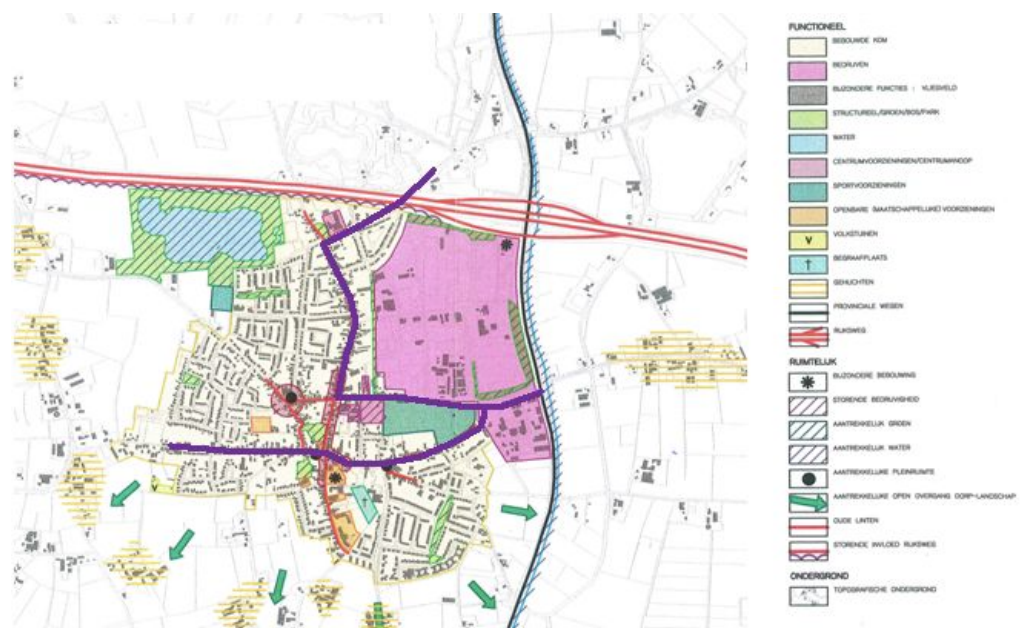 FUNCTIONEEL
BEBOUWDE KOM
BEDRIJVEN
BIJZONDERE FUNCTIES : VLIESVELD
STRUCTUREEL/GROEN/BOS/PARK
WATER
CENTRUMVOORZIENINGEN/CENTRUMKNOOP
SPORTVOORZIENINGEN
OPENBARE (MAATSCHAPPELIJKE) VOORZIENINGEN
V VOLKSTUINEN
BEGRAAFPLAATS
GEHUCHTEN
PROVINCIALE WEGEN
RIJKSWEG
RUIMTELIJK
BIJZONDERE BEBOUWING
STORENDE BEDRIJVIGHEID
AANTREKKELIJK GROEN
AANTREKKELIJK WATER
AANTREKKELIJKE PLEINRUIMTE
AANTREKKELIJKE OPEN OVERGANG DORP-LANDSCHAP
OUDE LINTEN
STORENDE INVLOED RIJKSWEG
ONDERGROND
TOPOGRAFISCHE ONDERGROND